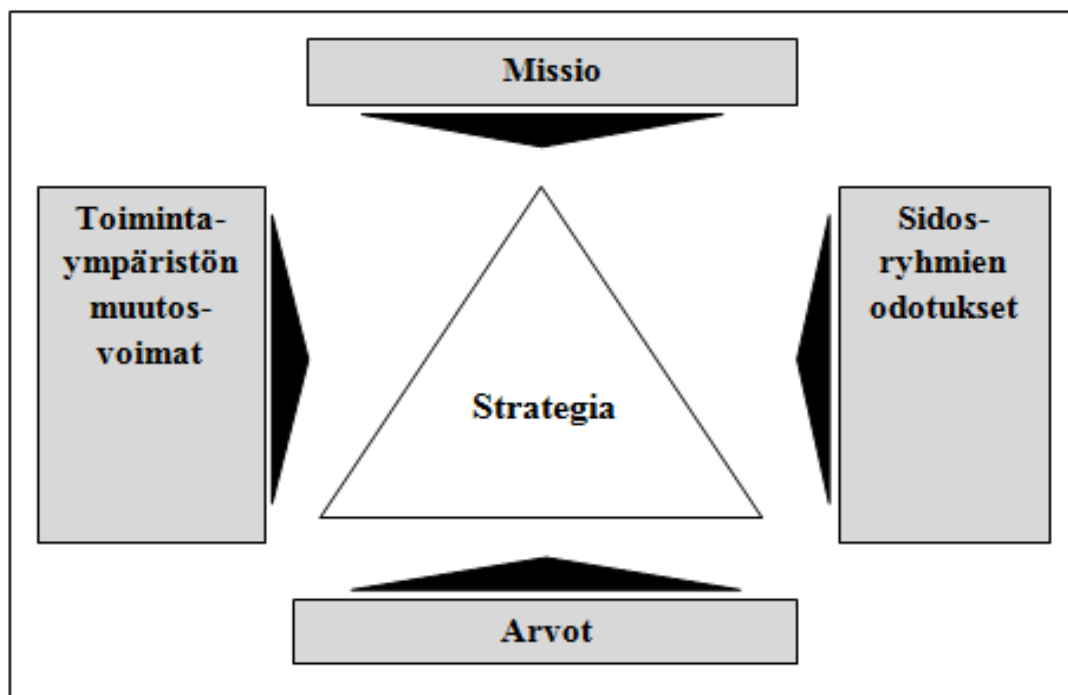 Missio
Toiminta-
ympäristön
muutos-
voimat
Sidos-
ryhmien
odotukset
Strategia
Arvot